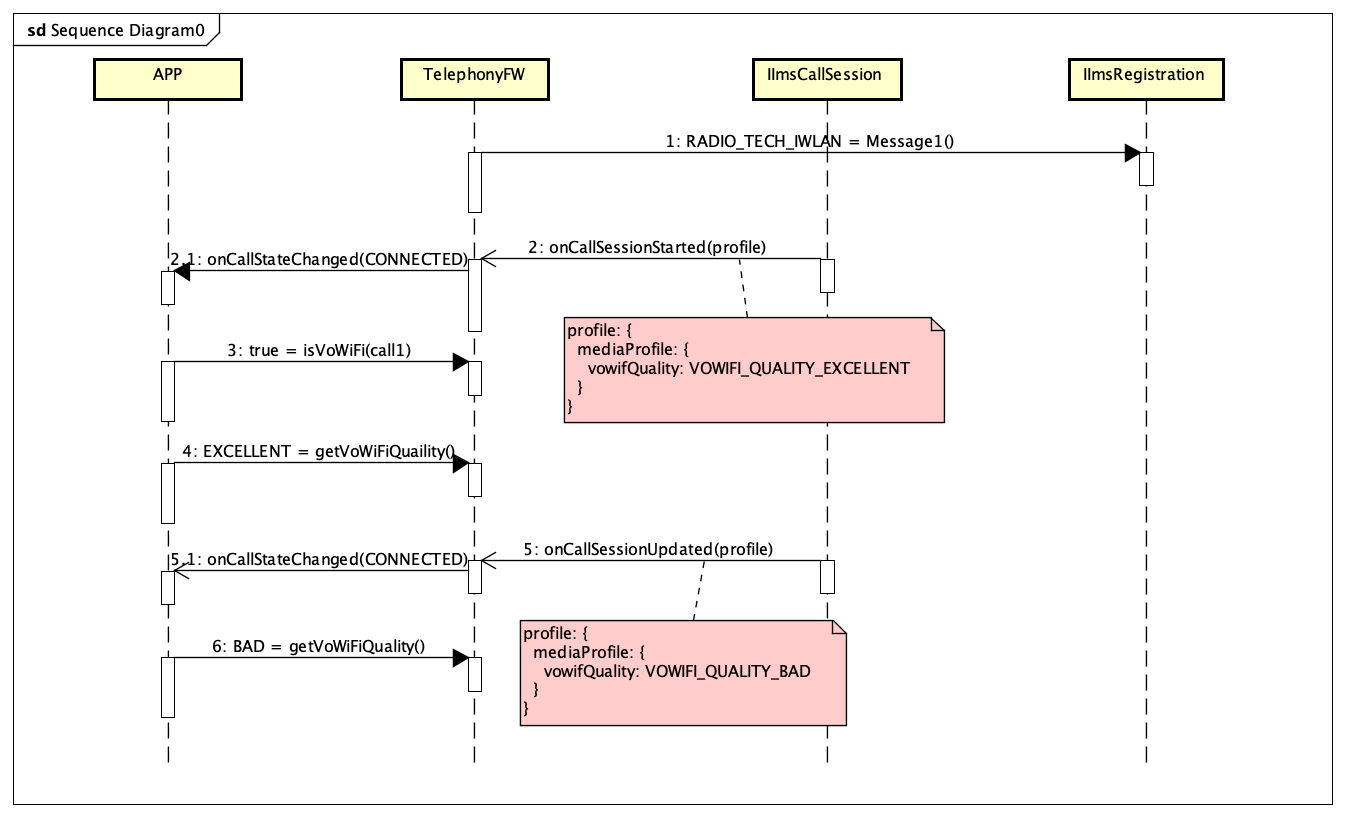 sd Sequence Diagram0
APP
TelephonyFW
IImsCallSession
IImsRegistration
1: RADIO_TECH_IWLAN = Message1()
2: onCallSessionStarted(profile)
2.1: onCallStateChanged(CONNECTED)
profile: {
mediaProfile: {
vowifQuality: VOWIFI_QUALITY_EXCELLENT
}
}
3: true = isVoWiFi(call1)
4: EXCELLENT = getVoWiFiQuaility()
5: onCallSessionUpdated(profile)
5.1: onCallStateChanged(CONNECTED)
profile: {
mediaProfile: {
vowifQuality: VOWIFI_QUALITY_BAD
}
}
6: BAD = getVoWiFiQuality()